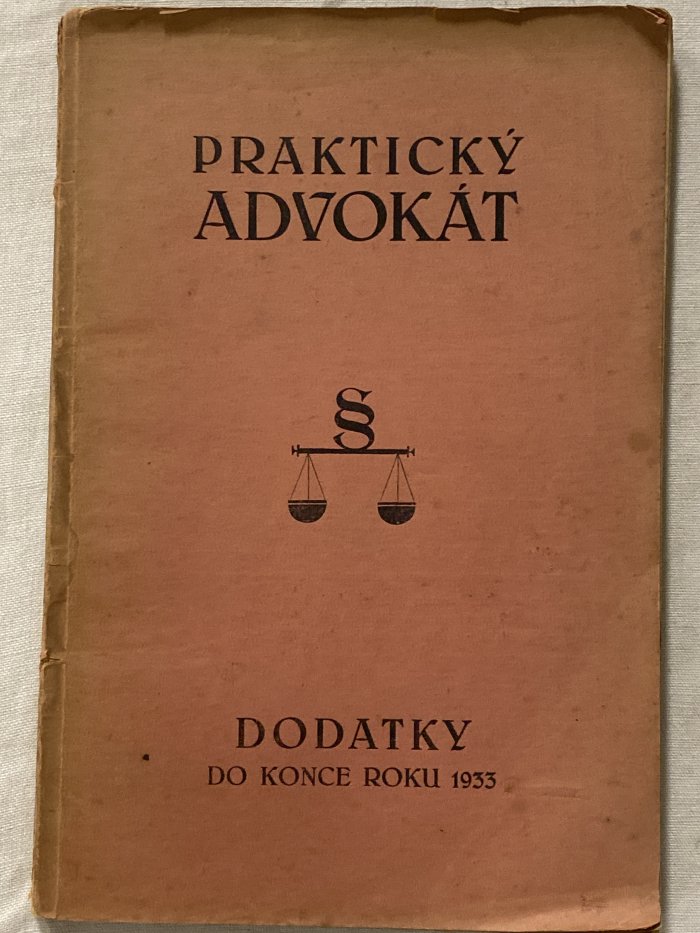 PRAKTICKÝ
ADVOKÁT
§
DODATKY
DO KONCE ROKU 1933